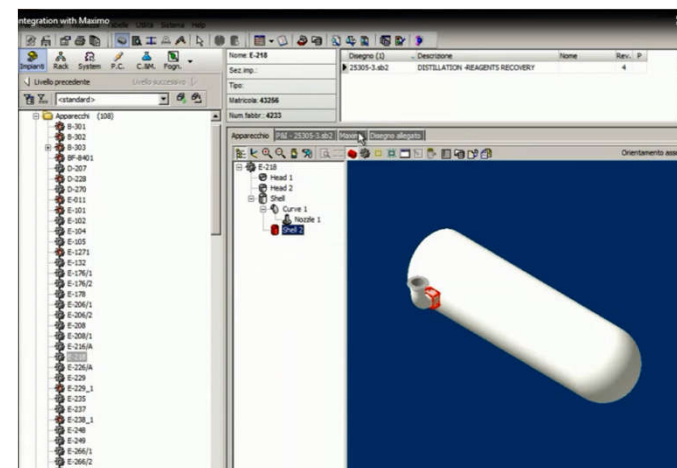 ntegration with Maximo
Nome: E-218
Sez.imp.:
Tipo:
Matricola: 43256
Num.fabbr.: 4233
Disegno (1) Descrizione Nome Rev. P
25305-3.sb2 DISTILLATION -REAGENTS RECOVERY 4
Impianti Rack System P.C. C.&M. Fogn.
Livello precedente Livello successivo
<standard>
Apparecchi (108)
B-301
B-302
B-303
BF-8401
D-207
D-228
D-270
E-011
E-101
E-102
E-104
E-105
E-1271
E-132
E-176/1
E-176/2
E-178
E-206/1
E-206/2
E-208
E-208/1
E-216/A
E-218
E-226/A
E-229
E-229_1
E-235
E-237
E-238_1
E-248
E-249
E-266/1
E-266/2
Apparecchio P&I - 25305-3.sb2 Maximo Disegno allegato
Orientamento asso
E-218
Head 1
Head 2
Shell
Curve 1
Nozzle 1
Shell 2